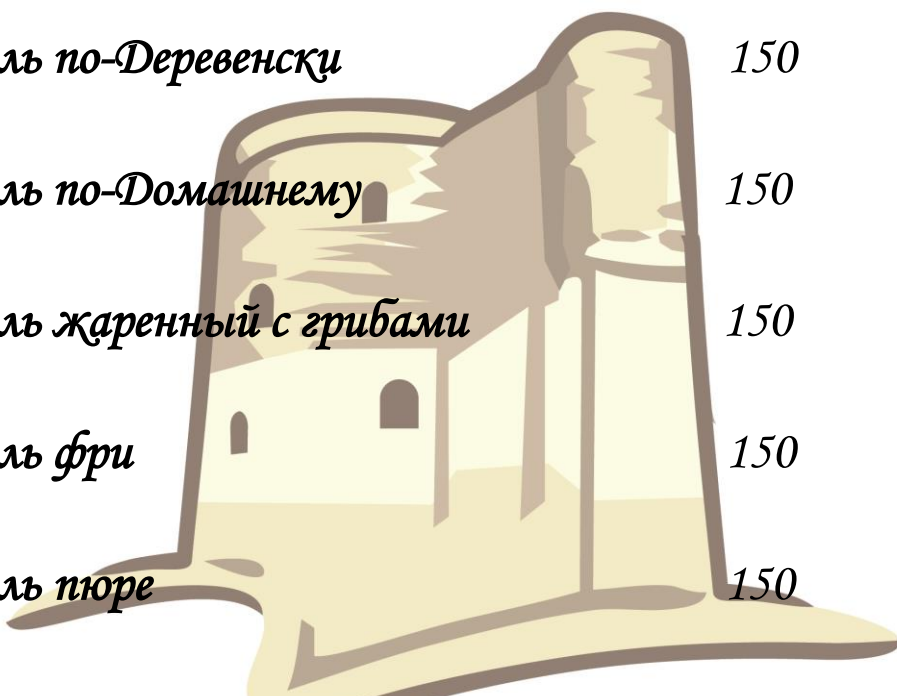 ль по-Деревенски 150
ль по-Домашнему 150
ль жаренный с грибами 150
ль фри 150
ль пюре 150